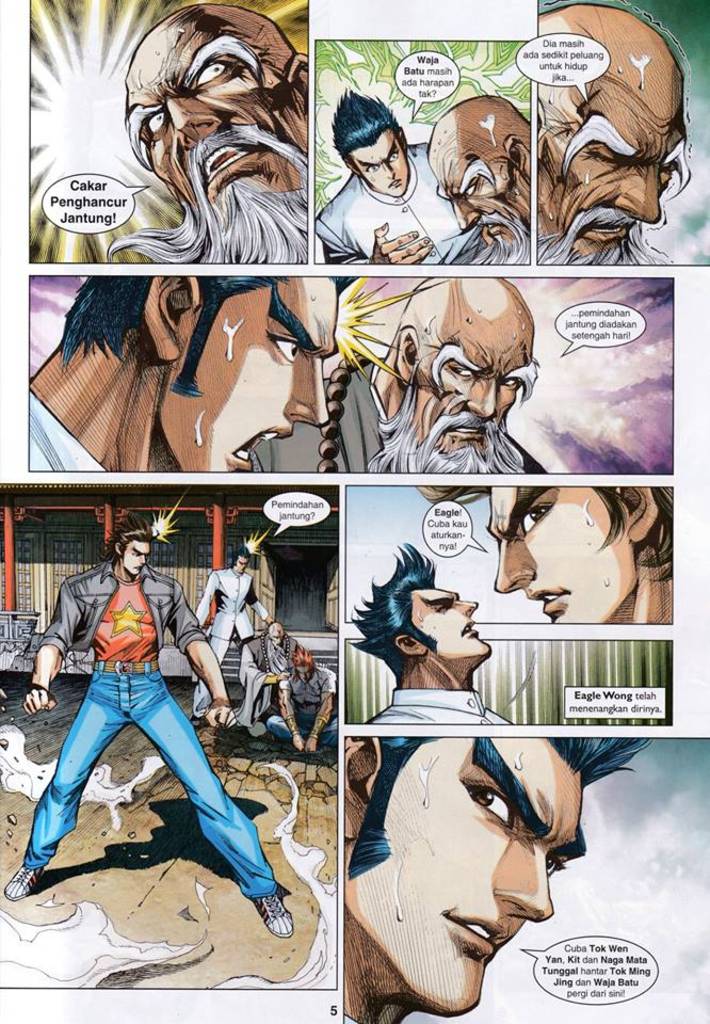 Cakar
Penghancur
Jantung!
Waja
Batu masih
ada harapan
tak?
Dia masih
ada sedikit peluang
untuk hidup
jika...
...pemindahan
jantung diadakan
setengah hari!
Pemindahan
jantung?
Eagle!
Cuba kau
aturkan-
nya!
Eagle Wong telah
menenangkan dirinya.
Cuba Tok Wen
Yan, Kit dan Naga Mata
Tunggal hantar Tok Ming
Jing dan Waja Batu
pergi dari sini!
5